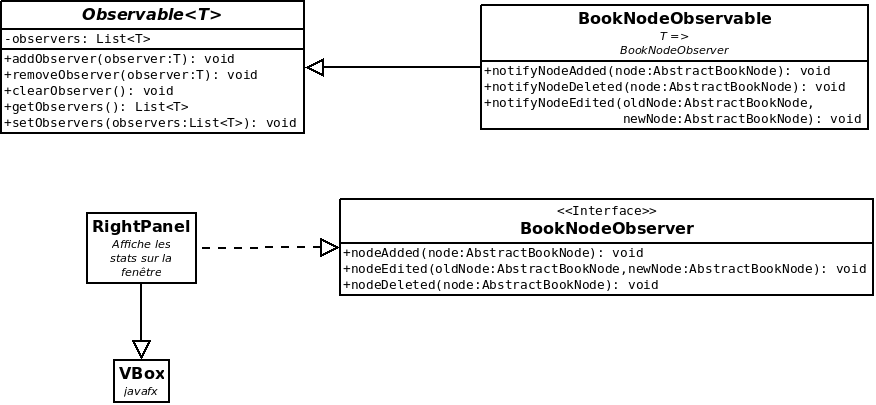 Observable<T>
-observers: List<T>
+addObserver(observer:T): void
+removeObserver(observer:T): void
+clearObserver(): void
+getObservers(): List<T>
+setObservers(observers:List<T>): void
BookNodeObservable
T =>
BookNodeObserver
+notifyNodeAdded(node:AbstractBookNode): void
+notifyNodeDeleted(node:AbstractBookNode): void
+notifyNodeEdited(oldNode:AbstractBookNode,
newNode:AbstractBookNode): void
RightPanel
Affiche les
stats sur la
fenêtre
<<Interface>>
BookNodeObserver
+nodeAdded(node:AbstractBookNode): void
+nodeEdited(oldNode:AbstractBookNode,newNode:AbstractBookNode): void
+nodeDeleted(node:AbstractBookNode): void
VBox
javafx